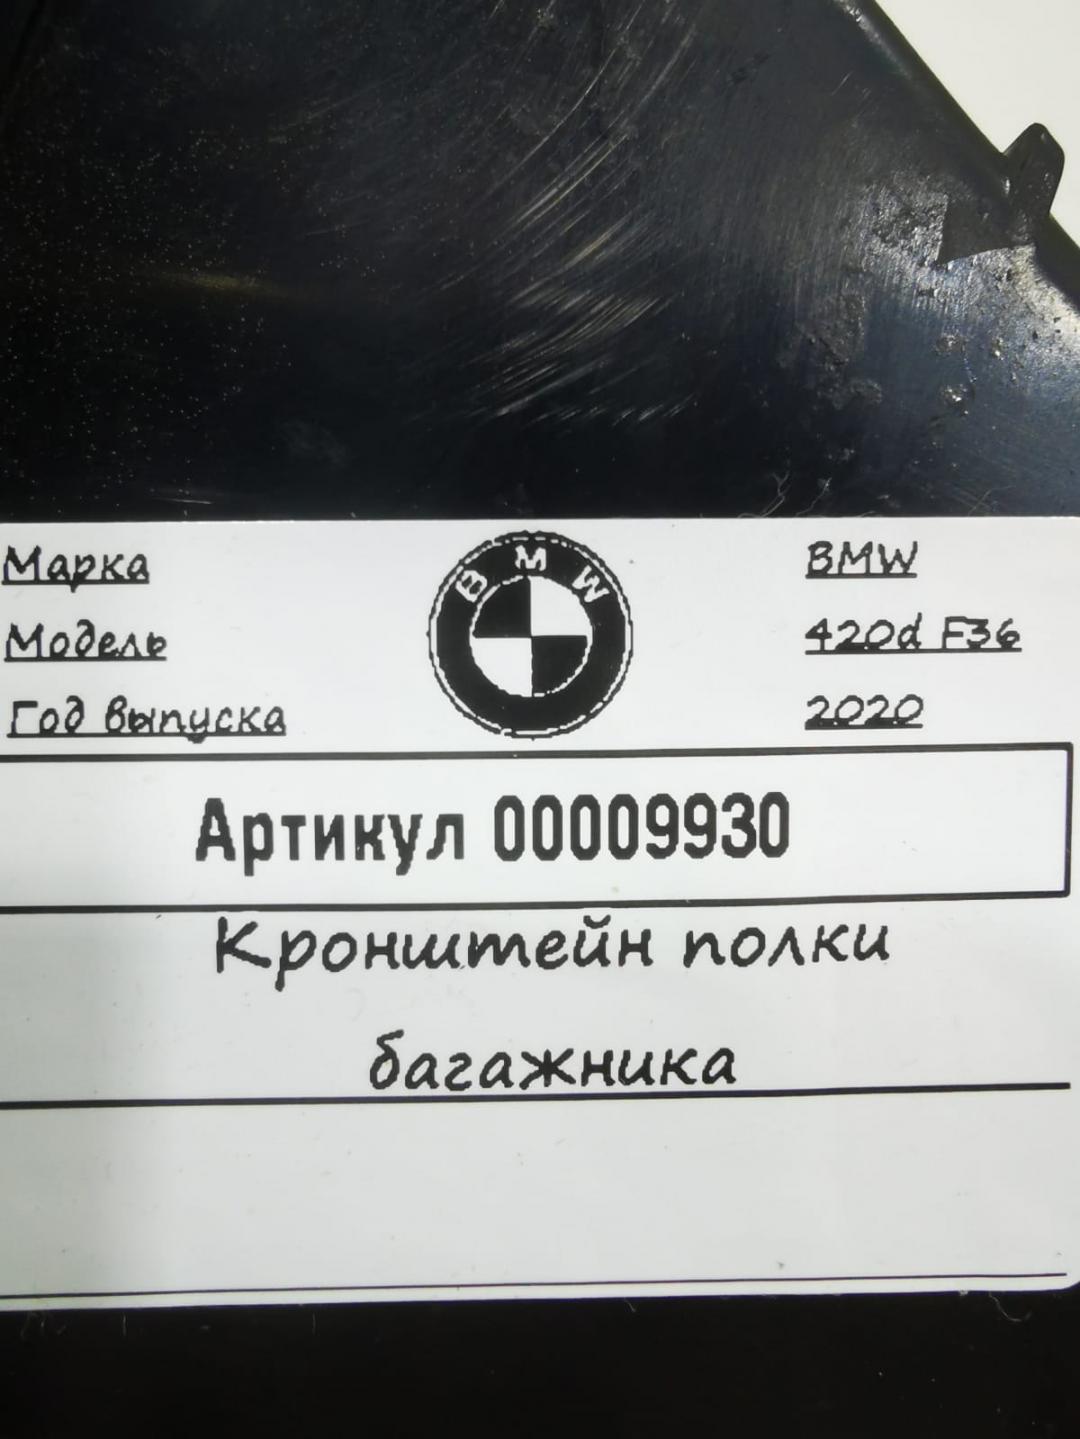 Марка BMW
Модель 420d F36
Год выпуска 2020
B M W
Артикул 00009930
Кронштейн полки
багажника